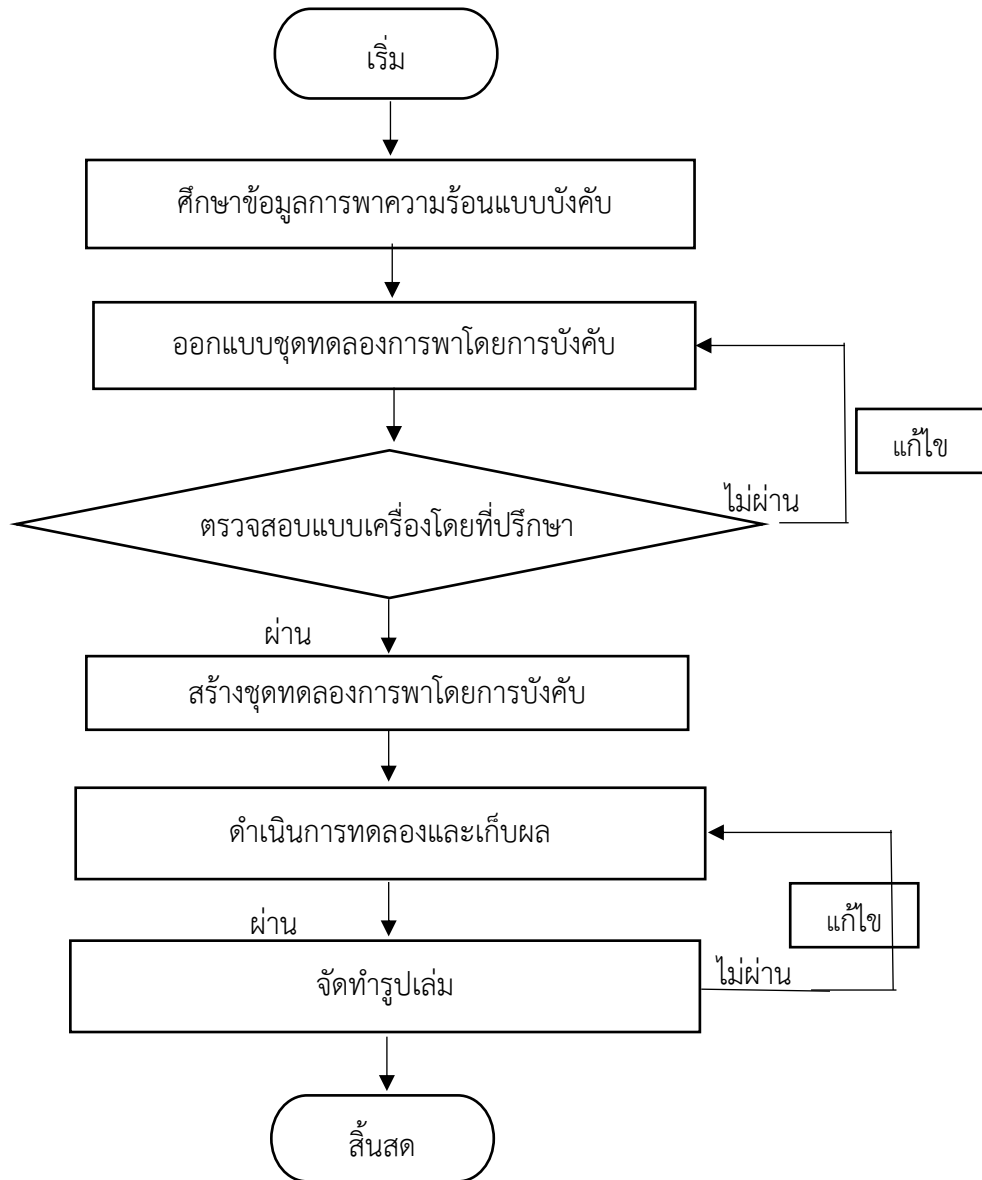 เริ่ม
ศึกษาข้อมูลการพาความร้อนแบบบังคับ
ออกแบบชุดทดลองการพาโดยการบังคับ
แก้ไข
ไม่ผ่าน
ตรวจสอบแบบเครื่องโดยที่ปรึกษา
ผ่าน
สร้างชุดทดลองการพาโดยการบังคับ
ดำเนินการทดลองและเก็บผล
แก้ไข
ผ่าน
ไม่ผ่าน
จัดทำรูปเล่ม
สิ้นสด